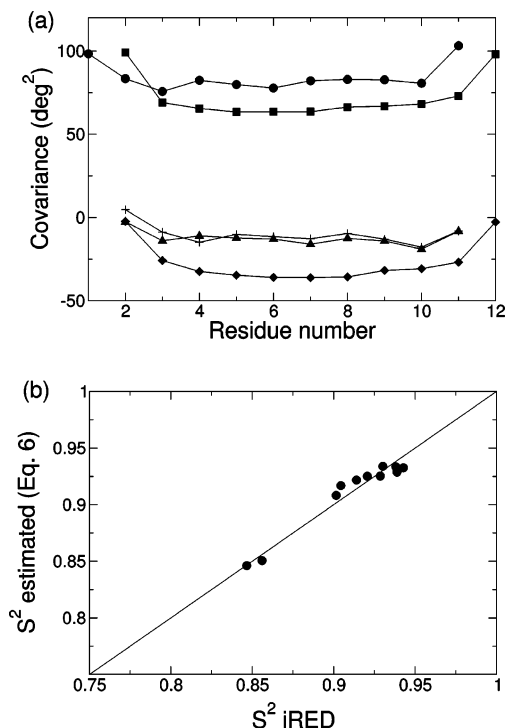 (a)
100
50
0
-50
Covariance (deg²)
2 4 6 8 10 12
Residue number
(b)
1
0.95
0.9
0.85
0.8
S² estimated (Eq. 6)
0.75 0.8 0.85 0.9 0.95 1
S² iRED